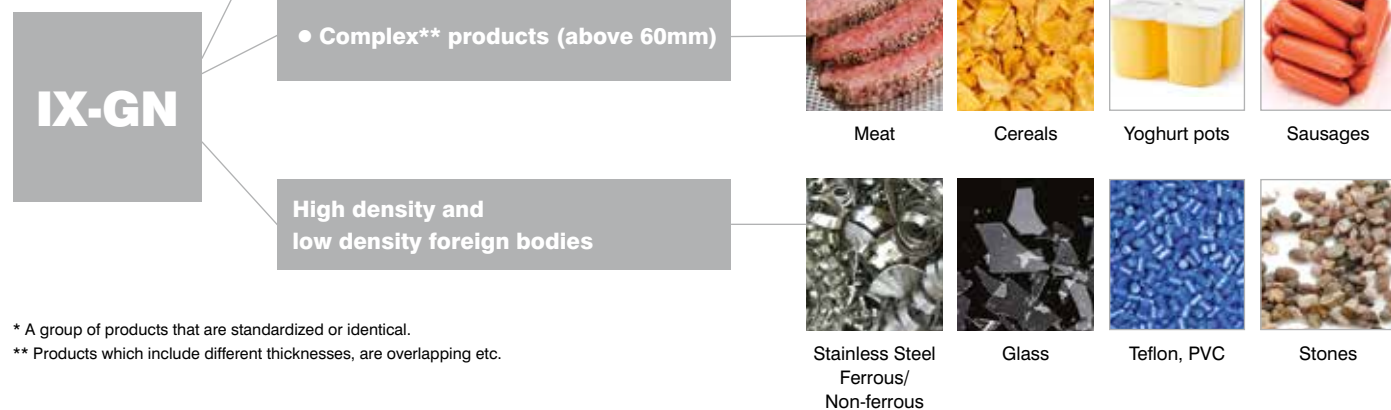 ● Complex** products (above 60mm)
IX-GN
Meat
Cereals
Yoghurt pots
Sausages
High density and
low density foreign bodies
* A group of products that are standardized or identical.
** Products which include different thicknesses, are overlapping etc.
Stainless Steel
Ferrous/
Non-ferrous
Glass
Teflon, PVC
Stones